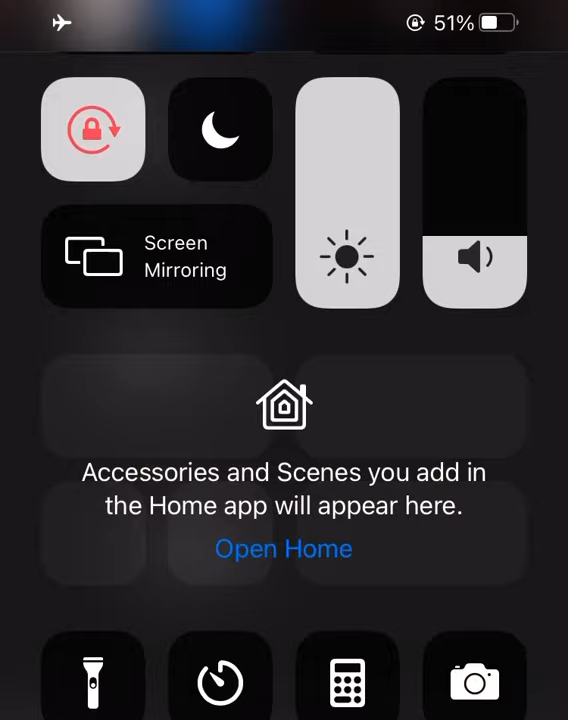 51%
Screen
Mirroring
Accessories and Scenes you add in
the Home app will appear here.
Open Home